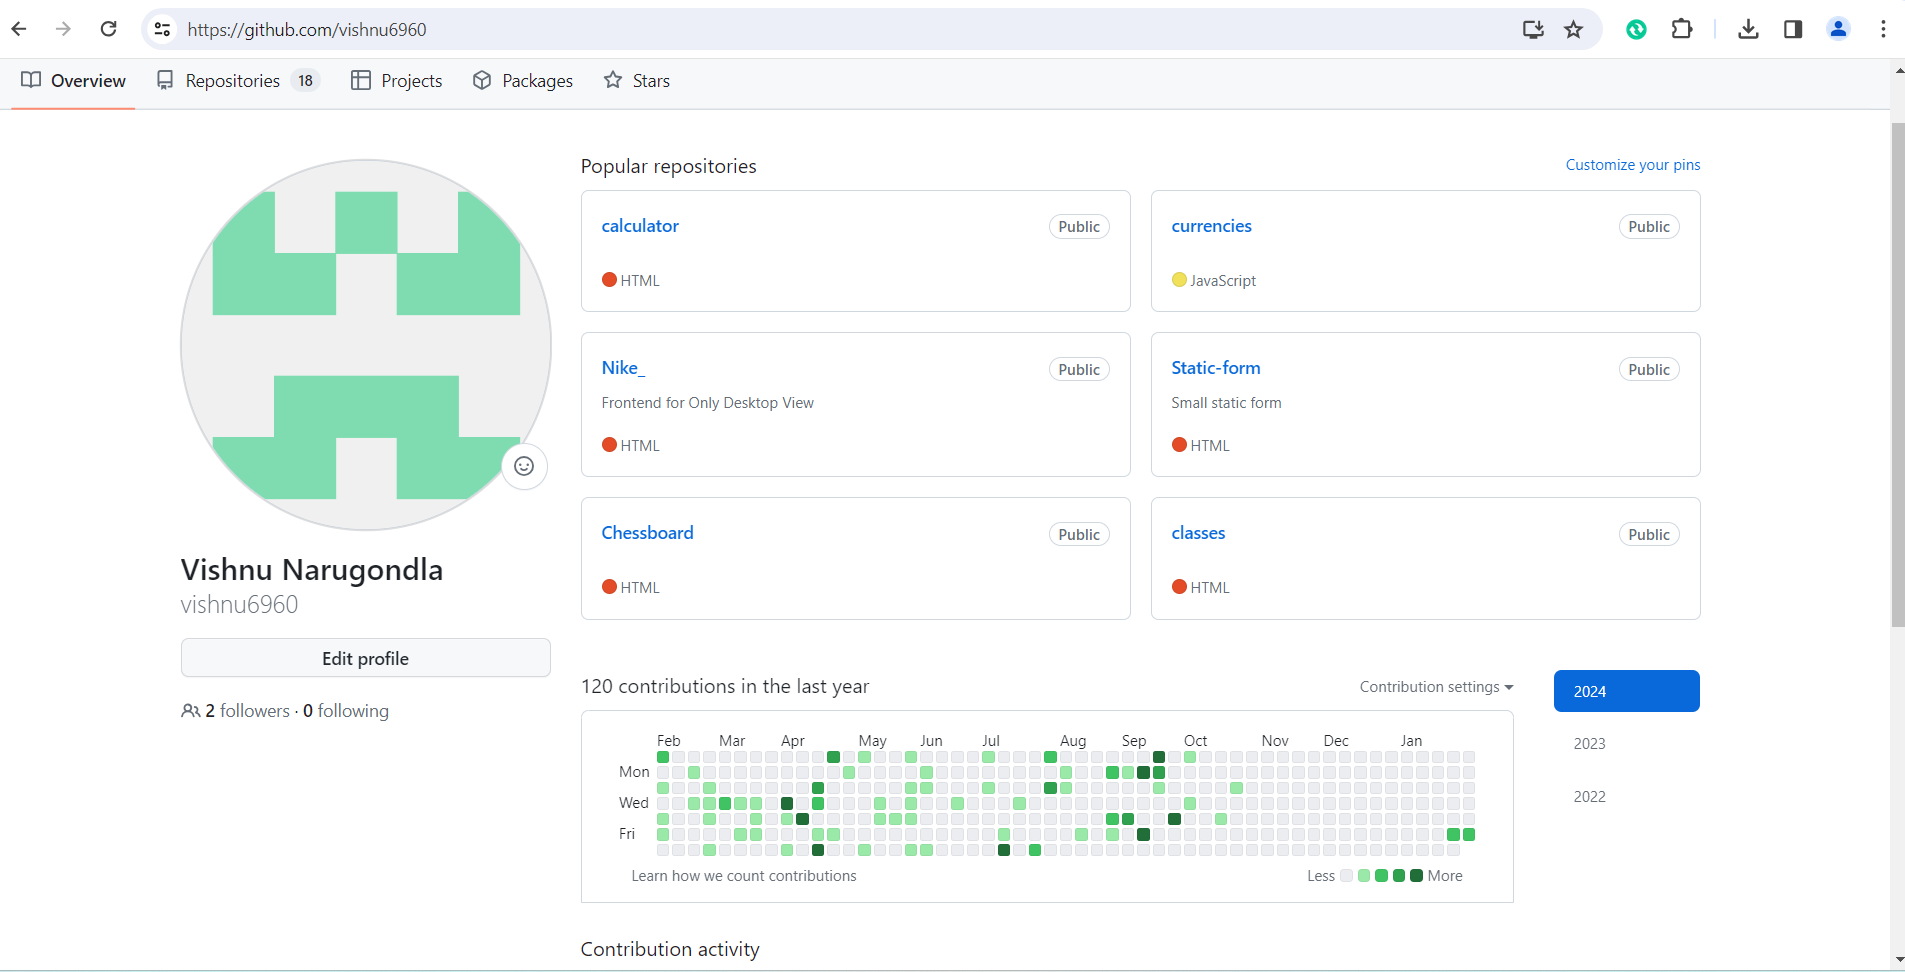 https://github.com/vishnu6960
Overview Repositories 18 Projects Packages Stars
Popular repositories
Customize your pins
calculator Public
HTML
currencies Public
JavaScript
Nike_ Public
Frontend for Only Desktop View
HTML
Static-form Public
Small static form
HTML
Chessboard Public
HTML
classes Public
HTML
Vishnu Narugondla
vishnu6960
Edit profile
2 followers · 0 following
120 contributions in the last year
Contribution settings
2024
2023
2022
Feb Mar Apr May Jun Jul Aug Sep Oct Nov Dec Jan
Mon
Wed
Fri
Learn how we count contributions
Less More
Contribution activity